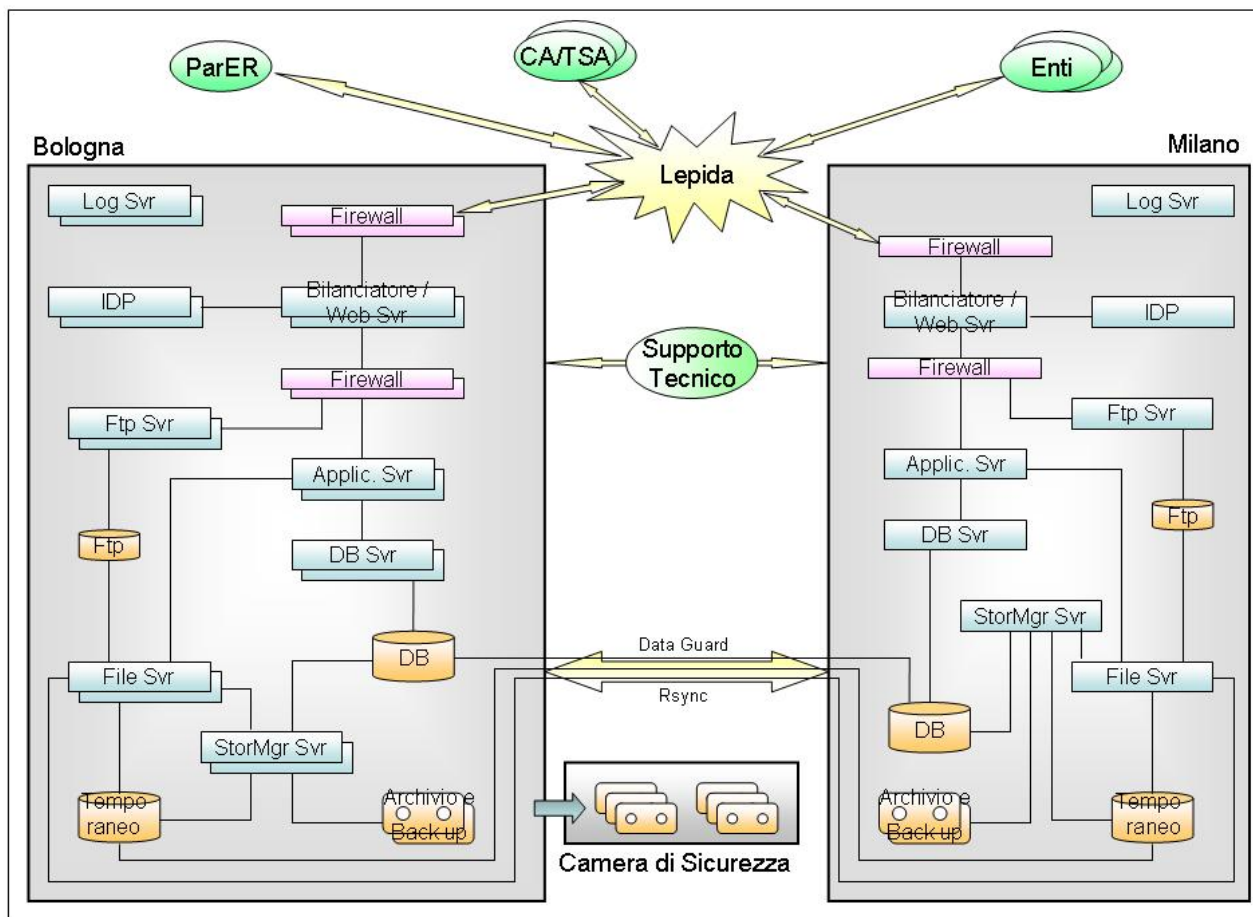 ParER
CA/TSA
Enti
Bologna
Milano
Lepida
Log Svr
Firewall
IDP
Bilanciatore /
Web Svr
Firewall
Ftp Svr
Applic. Svr
Ftp
DB Svr
DB
File Svr
StorMgr Svr
Tempo
raneo
Archivio e
Back up
Supporto
Tecnico
Data Guard
Rsync
Camera di Sicurezza
Log Svr
Firewall
Bilanciatore /
Web Svr
IDP
Firewall
Ftp Svr
Applic. Svr
Ftp
DB Svr
StorMgr Svr
File Svr
DB
Archivio e
Back up
Tempo
raneo